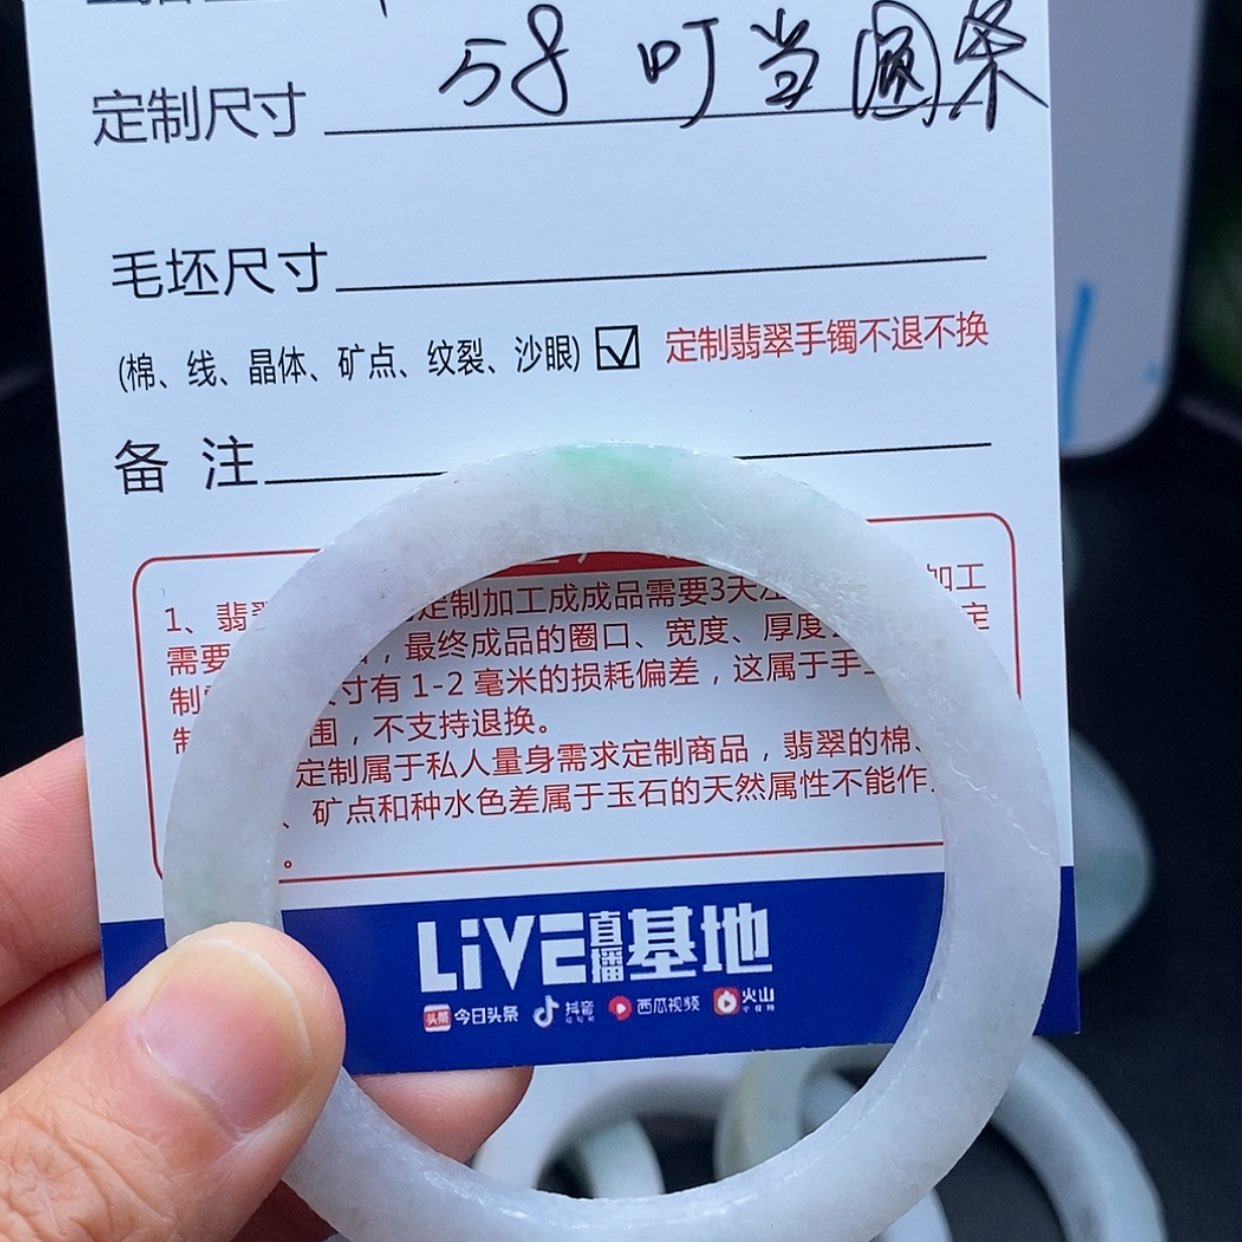 58 叮当圆条
定制尺寸
毛坯尺寸
(棉、线、晶体、矿点、纹裂、沙眼) ☑ 定制翡翠手镯不退不换
备 注
1、翡 定制加工成成品需要3天 加工
需要 ，最终成品的圈口、宽度、厚度 定
制 寸有 1-2 毫米的损耗偏差，这属于手
制 围，不支持退换。
定制属于私人量身需求定制商品，翡翠的棉、
、矿点和种水色差属于玉石的天然属性不能作
。
LiVE直播基地
头条 今日头条 抖音 西瓜视频 火山